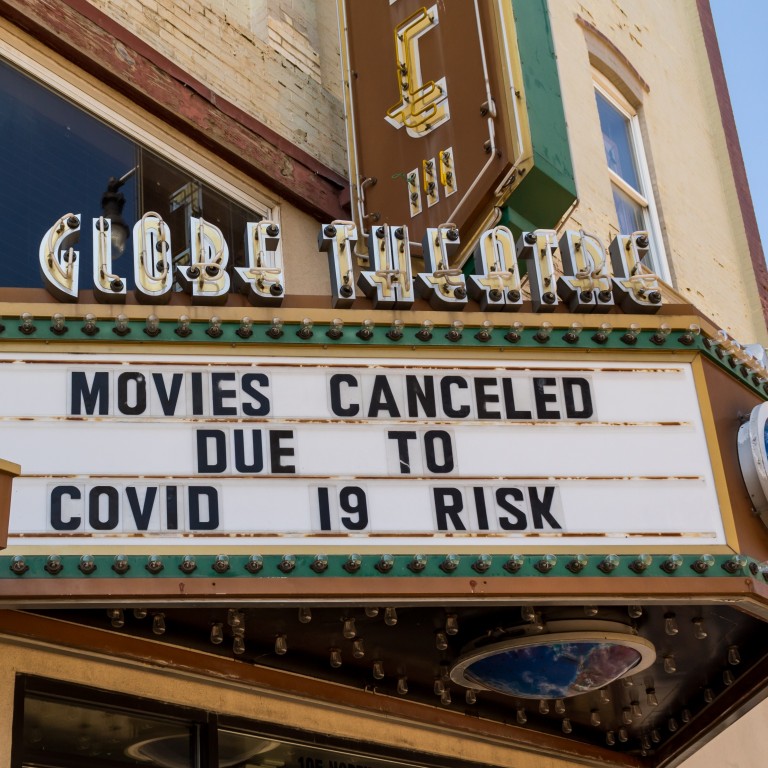 E
GLOBE THEATRE
MOVIES CANCELED
DUE TO
COVID 19 RISK